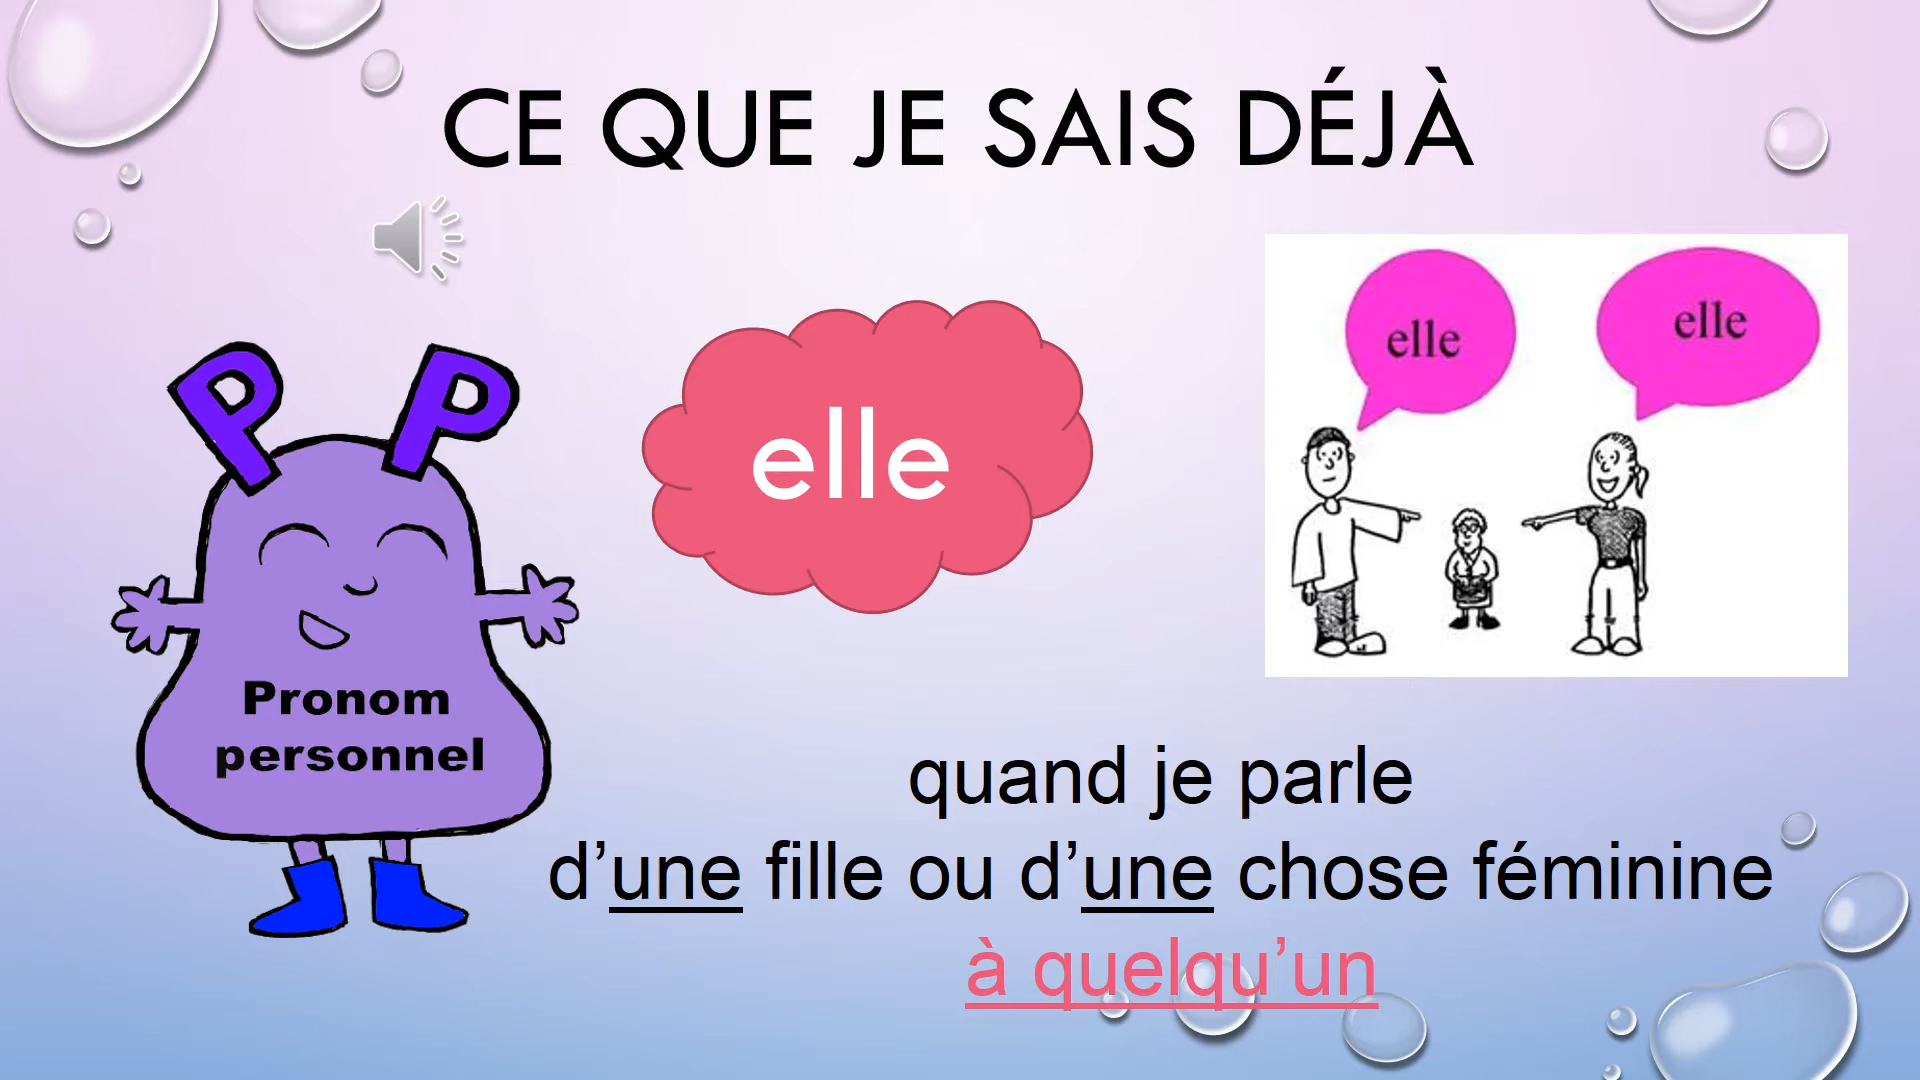 CE QUE JE SAIS DÉJÀ
P P
elle
elle
elle
Pronom
personnel
quand je parle
d’une fille ou d’une chose féminine
à quelqu’un